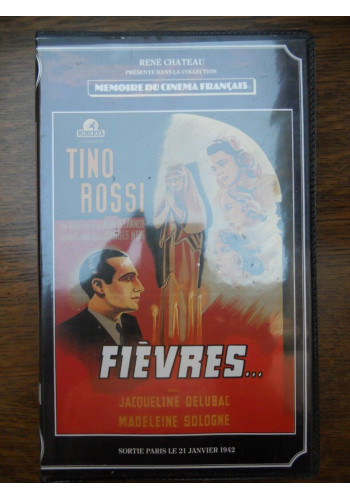 RENÉ CHATEAU
PRÉSENTE DANS LA COLLECTION
MEMOIRE DU CINEMA FRANÇAIS
TINO
ROSSI
FIÈVRES...
JACQUELINE DELUBAC
MADELEINE SOLOGNE
SORTIE PARIS LE 21 JANVIER 1942